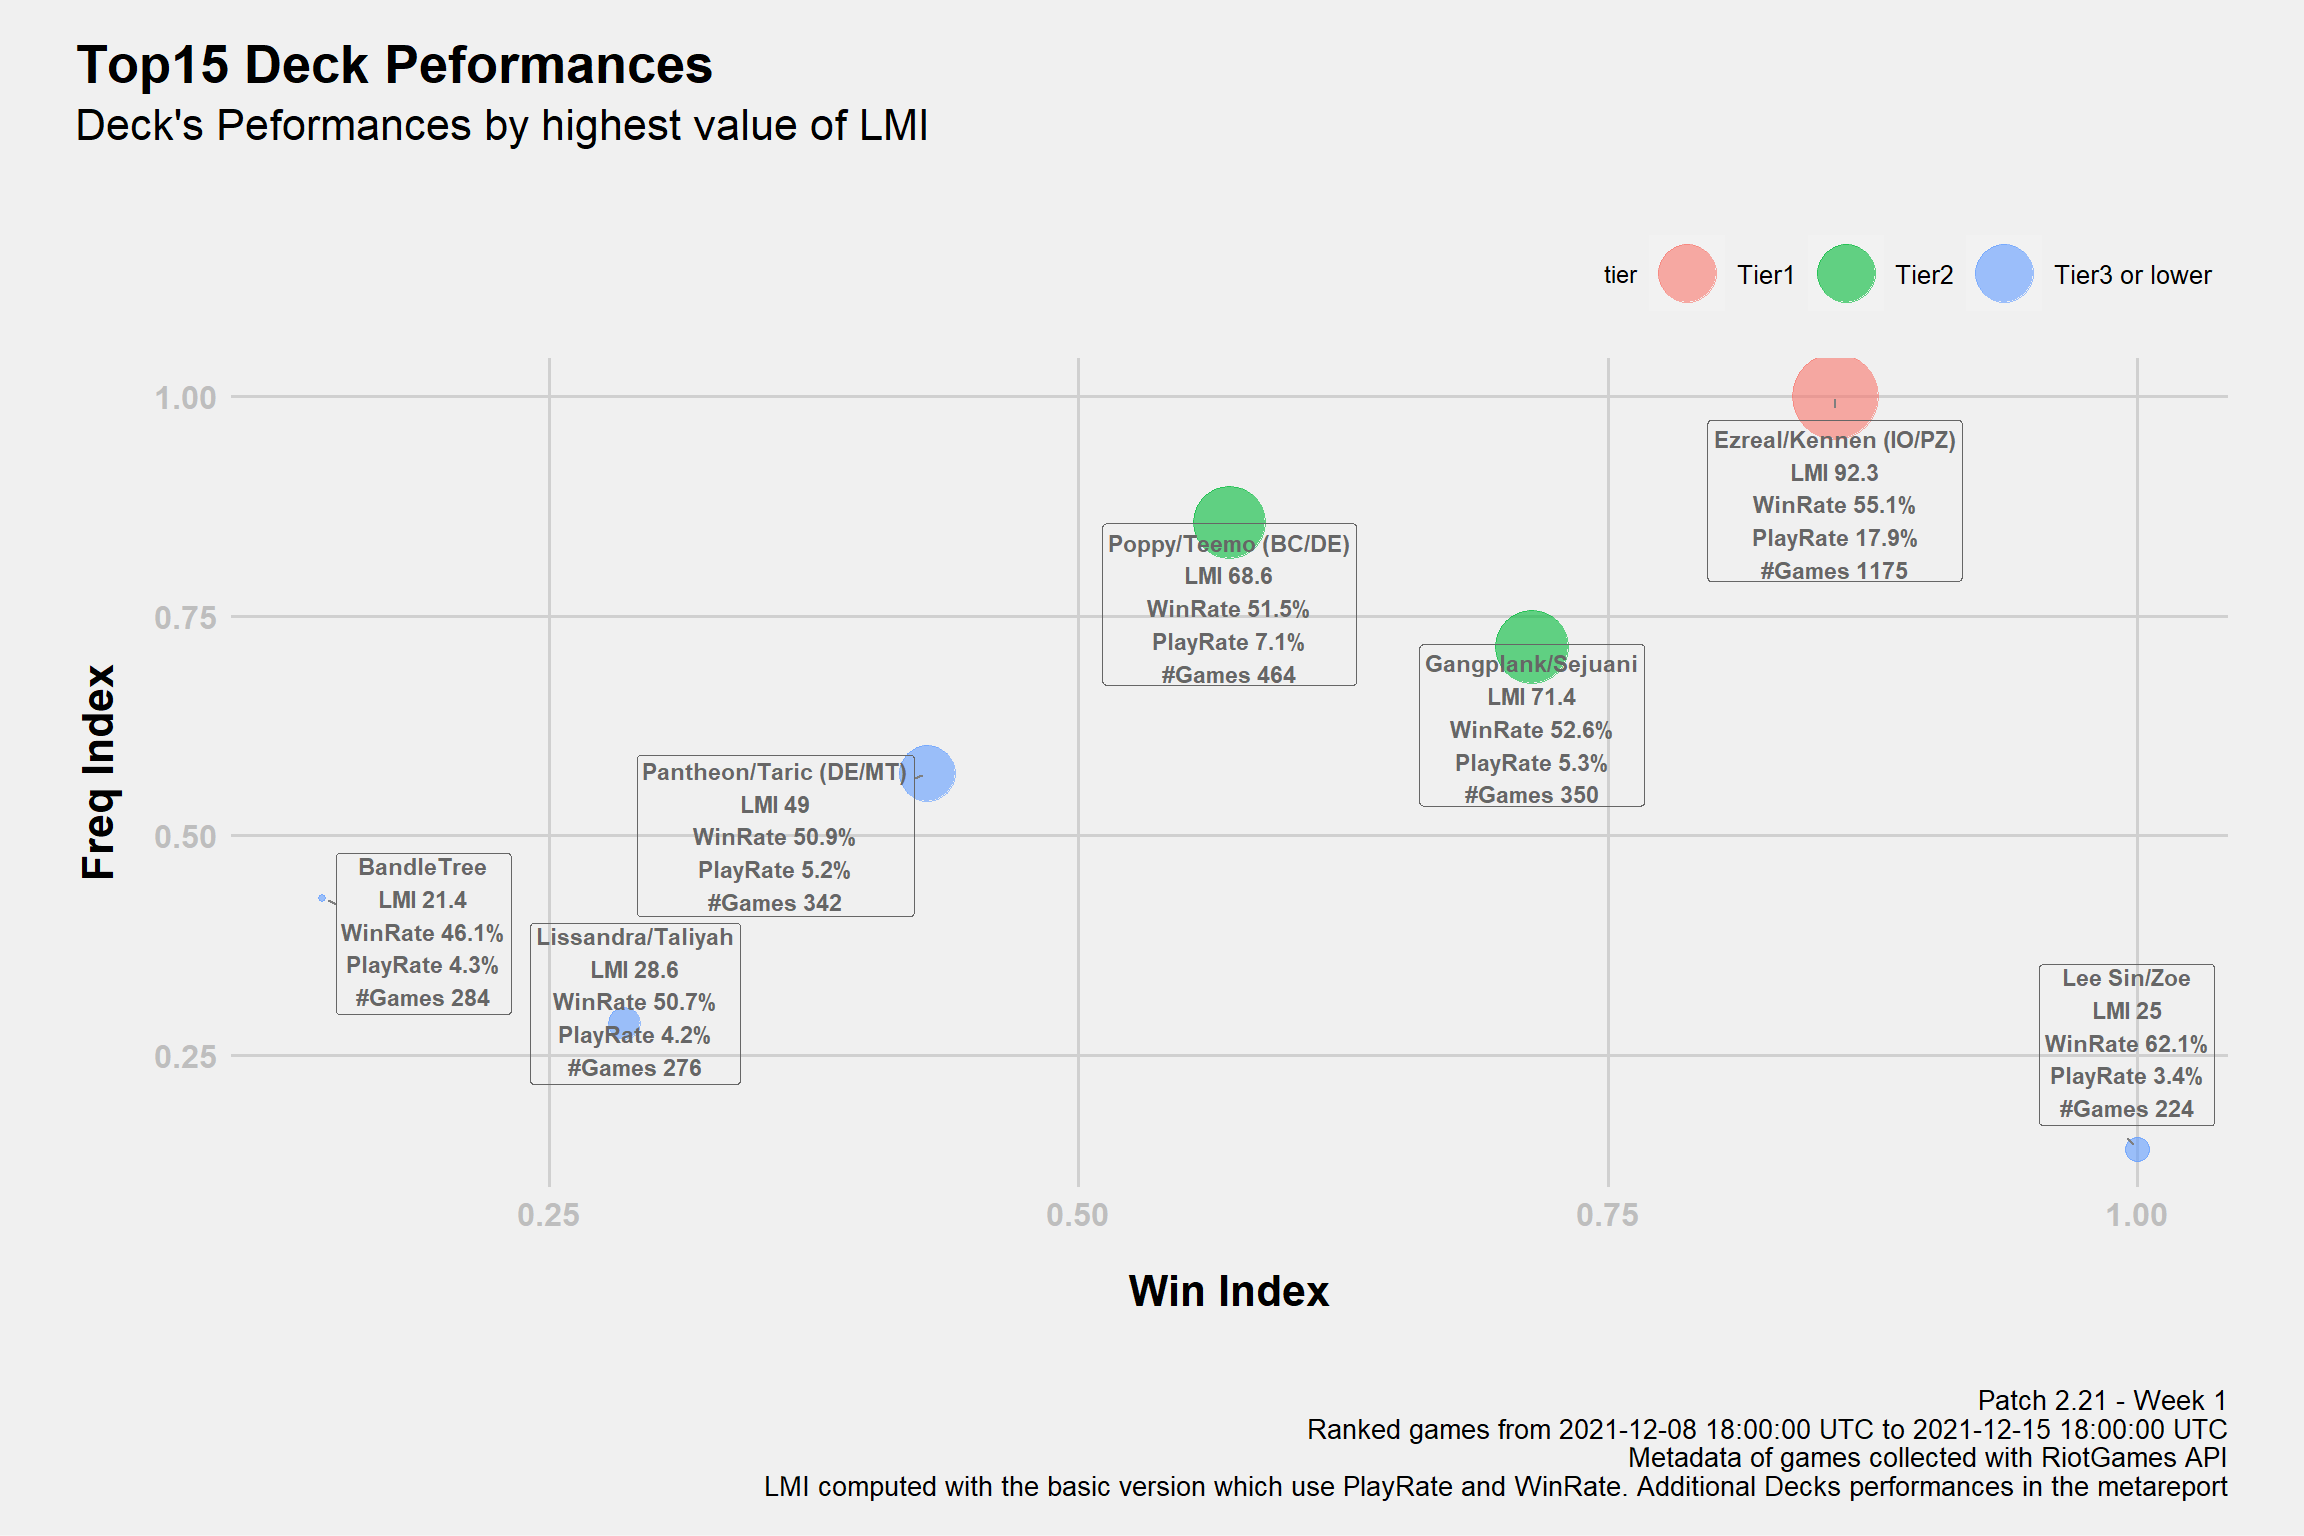 Top15 Deck Peformances
Deck's Peformances by highest value of LMI
tier Tier1 Tier2 Tier3 or lower
1.00
0.75
0.50
0.25
Freq Index
Ezreal/Kennen (IO/PZ)
LMI 92.3
WinRate 55.1%
PlayRate 17.9%
#Games 1175
Poppy/Teemo (BC/DE)
LMI 68.6
WinRate 51.5%
PlayRate 7.1%
#Games 464
Gangplank/Sejuani
LMI 71.4
WinRate 52.6%
PlayRate 5.3%
#Games 350
Pantheon/Taric (DE/MT)
LMI 49
WinRate 50.9%
PlayRate 5.2%
#Games 342
BandleTree
LMI 21.4
WinRate 46.1%
PlayRate 4.3%
#Games 284
Lissandra/Taliyah
LMI 28.6
WinRate 50.7%
PlayRate 4.2%
#Games 276
Lee Sin/Zoe
LMI 25
WinRate 62.1%
PlayRate 3.4%
#Games 224
0.25 0.50 0.75 1.00
Win Index
Patch 2.21 - Week 1
Ranked games from 2021-12-08 18:00:00 UTC to 2021-12-15 18:00:00 UTC
Metadata of games collected with RiotGames API
LMI computed with the basic version which use PlayRate and WinRate. Additional Decks performances in the metareport